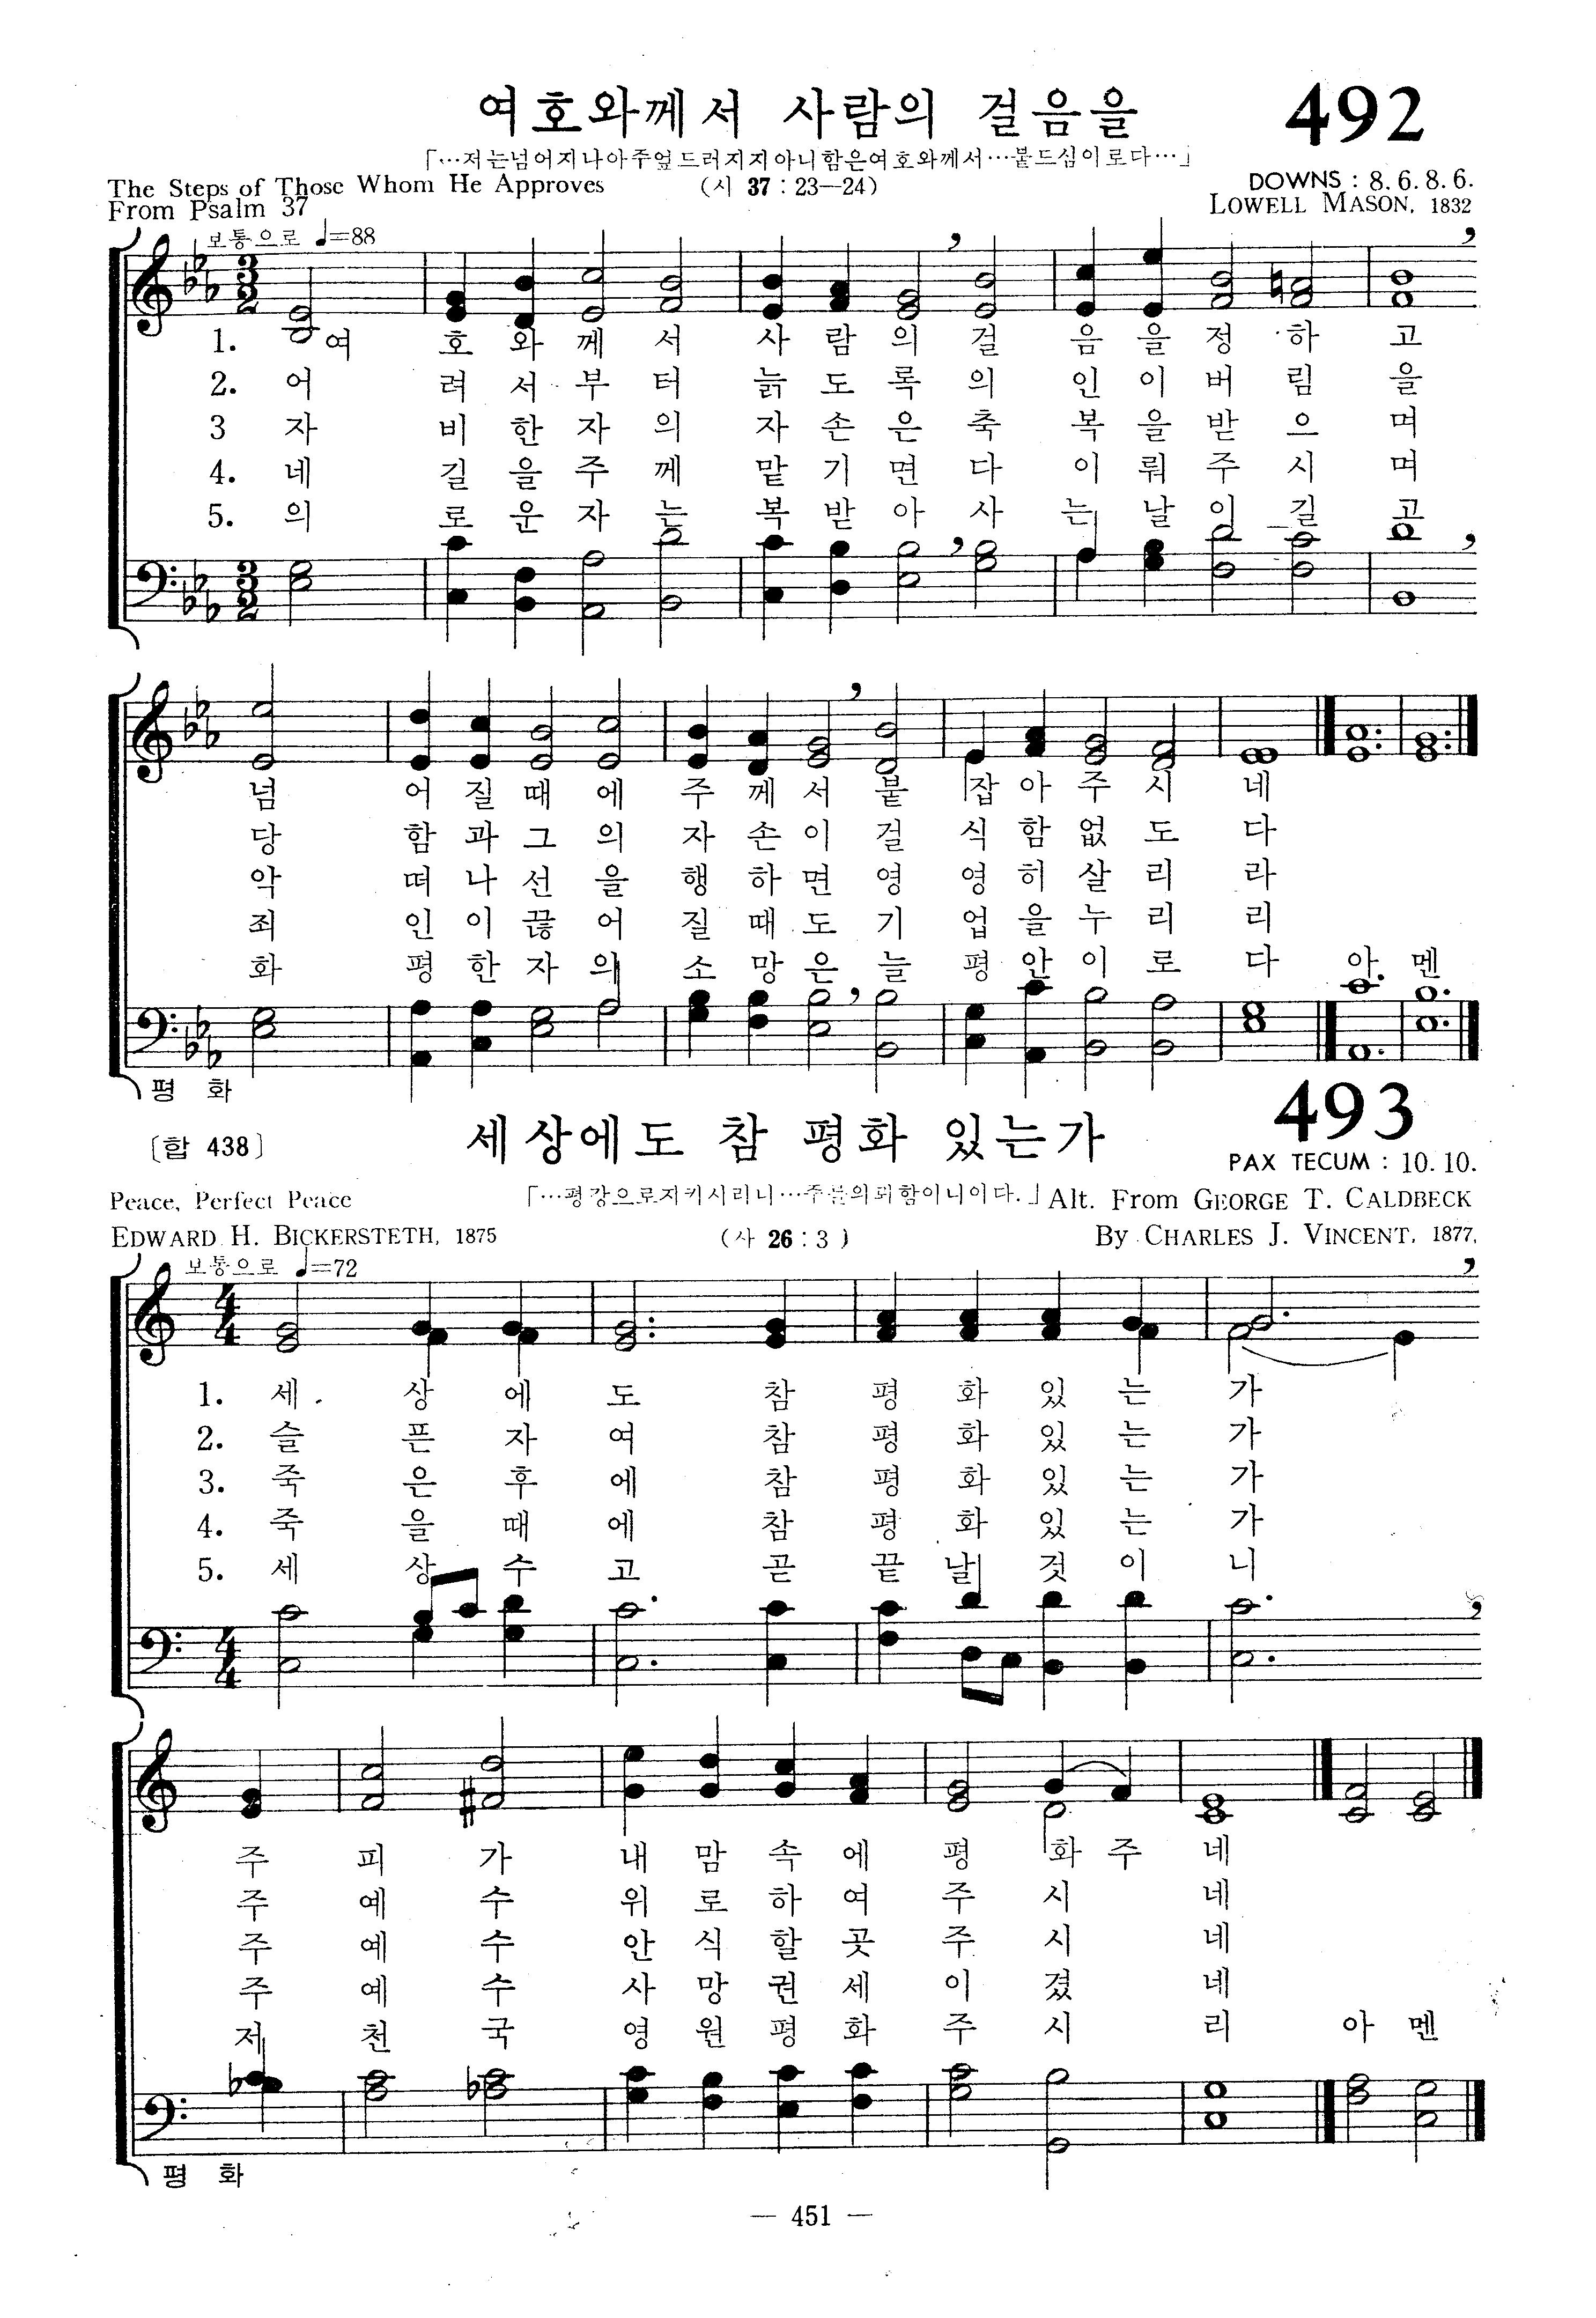 여호와께서 사람의 걸음을 492
「…저는넘어지나아주엎드러지지아니함은여호와께서…붙드심이로다…」
The Steps of Those Whom He Approves (시 37 : 23—24) DOWNS : 8. 6. 8. 6.
From Psalm 37 LOWELL MASON, 1832
보통으로 ♩=88
1. 여 호 와 께 서 사 람 의 걸 음 을 정 하 고
2. 어 려 서 부 터 늙 도 록 의 인 이 버 림 을
3 자 비 한 자 의 자 손 은 축 복 을 받 으 며
4. 네 길 을 주 께 맡 기 면 다 이 뤄 주 시 며
5. 의 로 운 자 는 복 받 아 사 는 날 이 길 고
넘 어 질 때 에 주 께 서 붙 잡 아 주 시 네
당 함 과 그 의 자 손 이 걸 식 함 없 도 다
악 떠 나 선 을 행 하 면 영 영 히 살 리 라
죄 인 이 끊 어 질 때 도 기 업 을 누 리 리
화 평 한 자 의 소 망 은 늘 평 안 이 로 다 아 멘
평 화
493
[합 438] 세상에도 참 평화 있는가
PAX TECUM : 10. 10.
Peace, Perfect Peace 「…평강으로지키시리니…주를의뢰함이니이다.」 Alt. From GEORGE T. CALDBECK
EDWARD H. BICKERSTETH, 1875 (사 26 : 3 ) By CHARLES J. VINCENT, 1877,
보통으로 ♩=72
1. 세 상 에 도 참 평 화 있 는 가
2. 슬 픈 자 여 참 평 화 있 는 가
3. 죽 은 후 에 참 평 화 있 는 가
4. 죽 을 때 에 참 평 화 있 는 가
5. 세 상 수 고 곧 끝 날 것 이 니
주 피 가 내 맘 속 에 평 화 주 네
주 예 수 위 로 하 여 주 시 네
주 예 수 안 식 할 곳 주 시 네
주 예 수 사 망 권 세 이 겼 네
저 천 국 영 원 평 화 주 시 리 아 멘
평 화
— 451 —